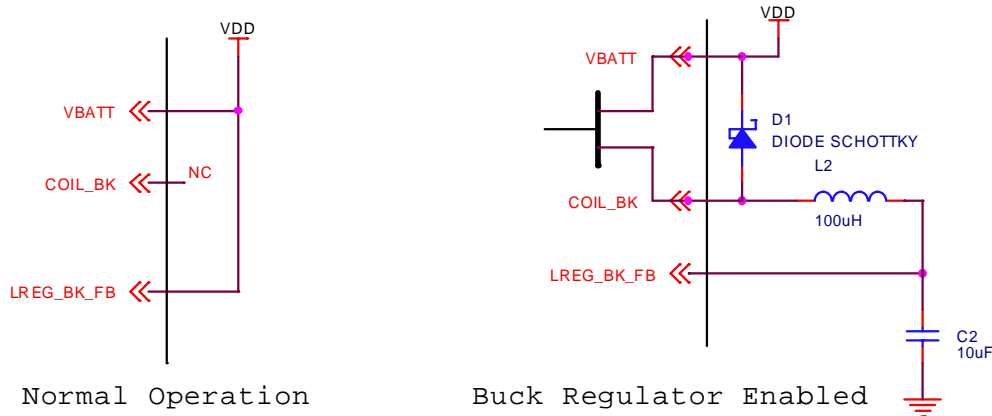 VDD
VBATT
COIL_BK
NC
LREG_BK_FB
Normal Operation
VDD
VBATT
D1
DIODE SCHOTTKY
L2
COIL_BK
100uH
LREG_BK_FB
C2
10uF
Buck Regulator Enabled